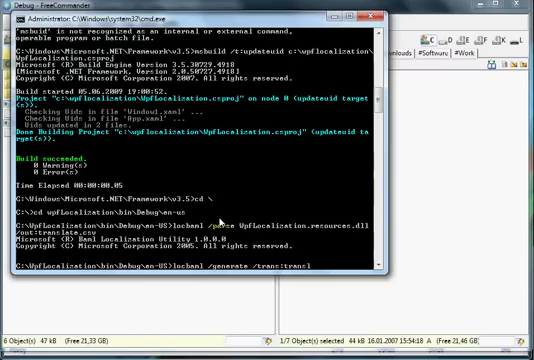 Debug - FreeCommander
Administrator: C:\Windows\system32\cmd.exe
'msbuid' is not recognized as an internal or external command,
operable program or batch file.
C:\Windows\Microsoft.NET\Framework\v3.5>msbuild /t:updateuid c:\wpflocalization\
WpfLocalization.csproj
Microsoft (R) Build Engine Version 3.5.30729.4918
[Microsoft .NET Framework, Version 2.0.50727.4918]
Copyright (C) Microsoft Corporation 2007. All rights reserved.
Build started 05.06.2009 19:00:52.
Project "c:\wpflocalization\WpfLocalization.csproj" on node 0 (updateuid target
(s)).
Checking Uids in file 'Window1.xaml' ...
Checking Uids in file 'App.xaml' ...
Uids updated in 2 files.
Done Building Project "c:\wpflocalization\WpfLocalization.csproj" (updateuid tar
get(s)).
Build succeeded.
0 Warning(s)
0 Error(s)
Time Elapsed 00:00:00.05
C:\Windows\Microsoft.NET\Framework\v3.5>cd \
C:\>cd wpfLocalization\bin\Debug\en-us
C:\wpfLocalization\bin\Debug\en-US>locbaml /parse WpfLocalization.resources.dll
/out:translate.csv
Microsoft (R) Baml Localization Utility 1.0.0.0
Copyright (C) Microsoft Corporation 2005. All rights reserved.
C:\wpfLocalization\bin\Debug\en-US>locbaml /generate /trans:transl
C D E F G L
#Software #Work
6 Object(s) 47 kB (Free 21,33 GB)
1/7 Object(s) selected 44 kB 16.01.2007 15:54:18 A (Free 21,46 GB)